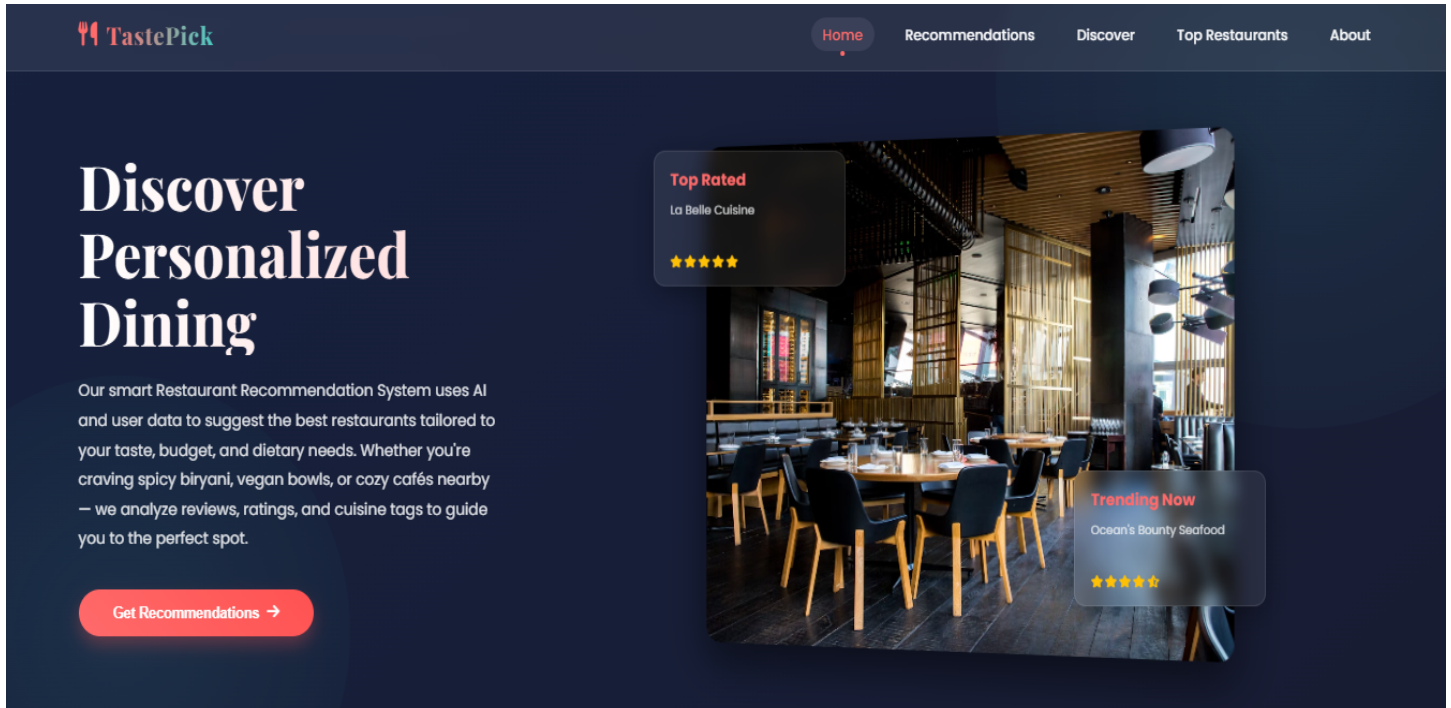 TastePick
Home
Recommendations
Discover
Top Restaurants
About
Discover
Personalized
Dining
Our smart Restaurant Recommendation System uses AI
and user data to suggest the best restaurants tailored to
your taste, budget, and dietary needs. Whether you're
craving spicy biryani, vegan bowls, or cozy cafés nearby
— we analyze reviews, ratings, and cuisine tags to guide
you to the perfect spot.
Get Recommendations →
Top Rated
La Belle Cuisine
Trending Now
Ocean's Bounty Seafood